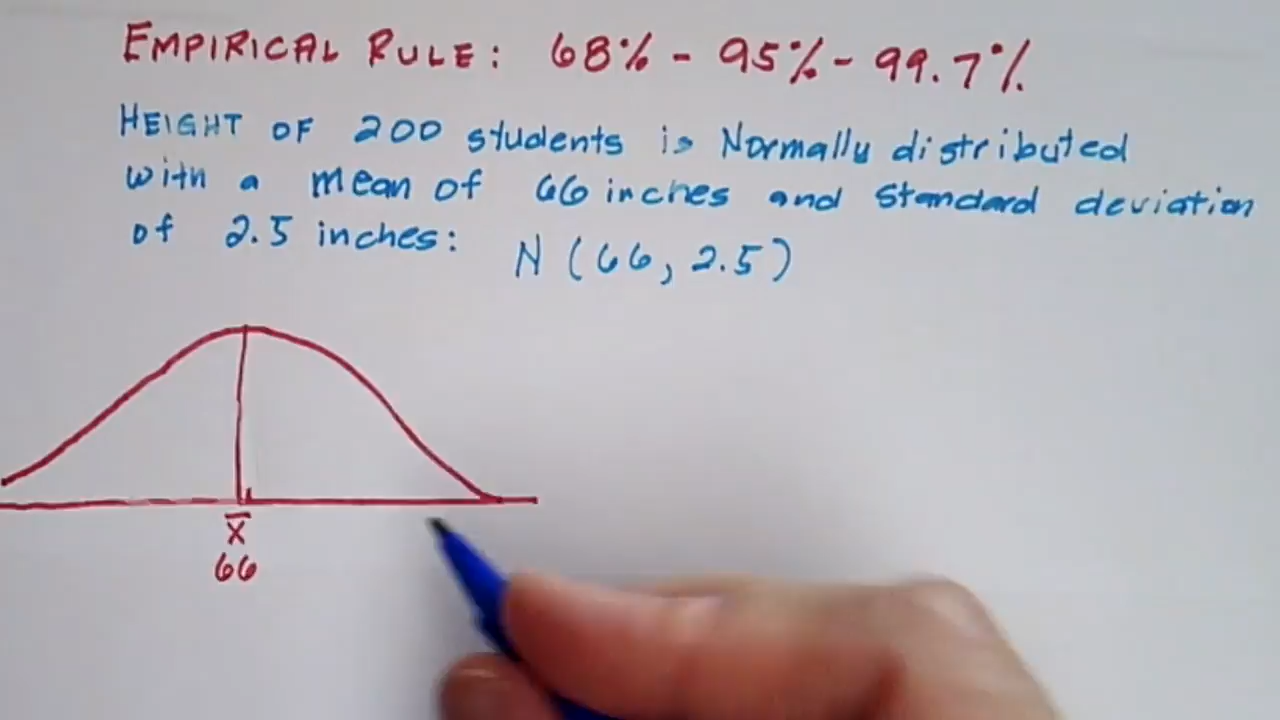 EMPIRICAL RULE: 68% - 95% - 99.7%
HEIGHT OF 200 students is Normally distributed
with a mean of 66 inches and standard deviation
of 2.5 inches: N (66, 2.5)
x̄
66